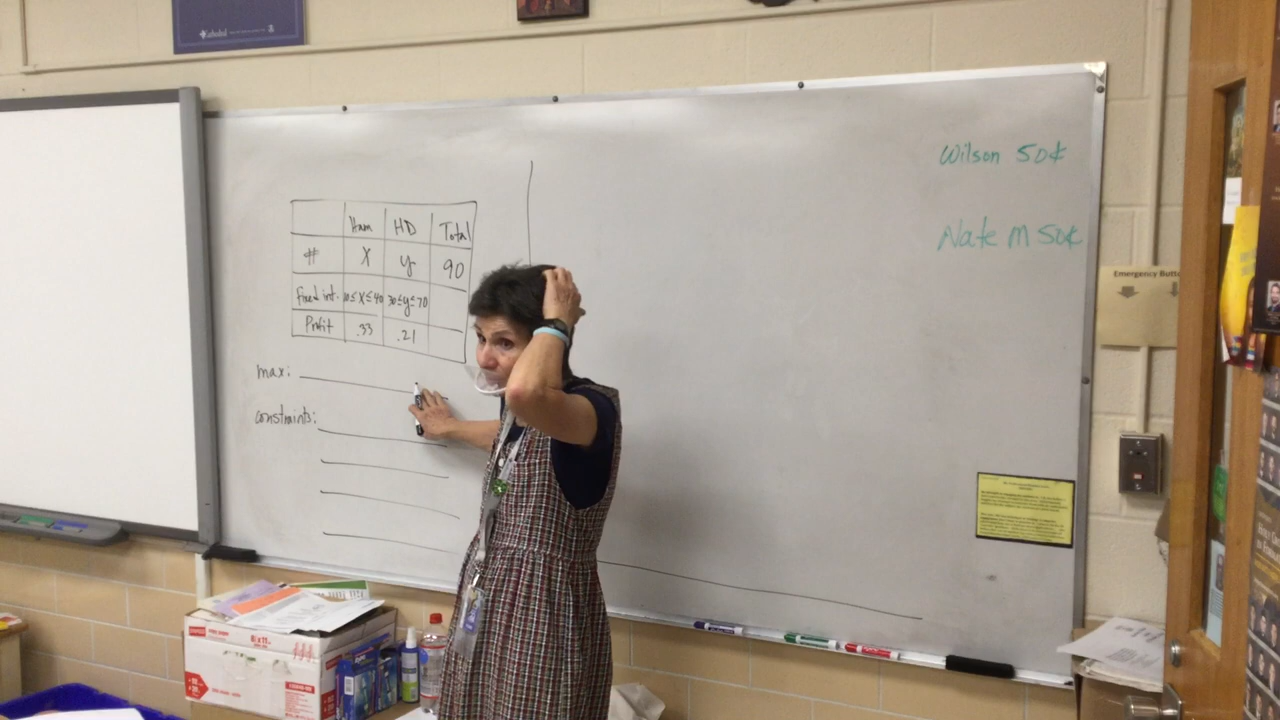 Wilson 50¢
Nate M 50¢
Ham HD Total
# X y 90
fixed int. 10≤X≤40 30≤y≤70
Profit .33 .21
max:
constraints:
Emergency Butto